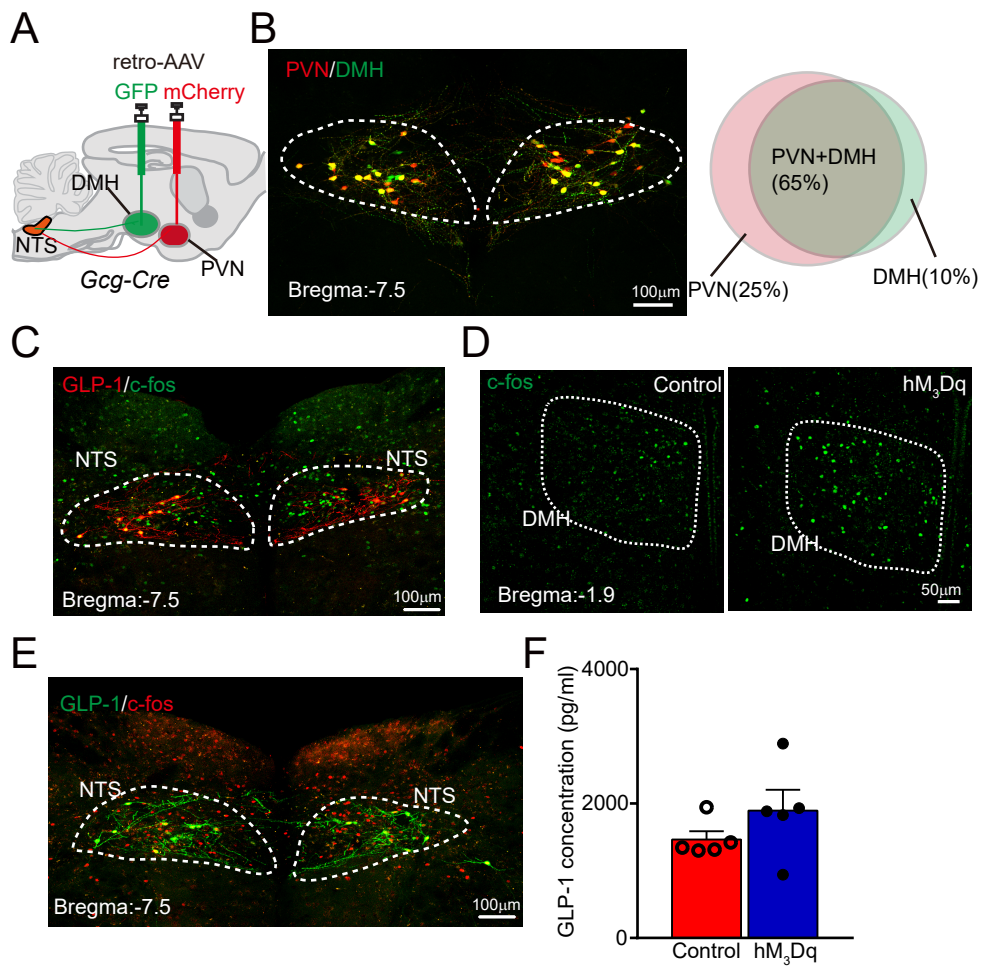 A
retro-AAV
GFP mCherry
DMH
NTS
PVN
Gcg-Cre
B
PVN/DMH
Bregma:-7.5
100μm
PVN+DMH
(65%)
PVN(25%)
DMH(10%)
C
GLP-1/c-fos
NTS
NTS
Bregma:-7.5
100μm
D
c-fos
Control
DMH
Bregma:-1.9
hM₃Dq
DMH
50μm
E
GLP-1/c-fos
NTS
NTS
Bregma:-7.5
100μm
F
GLP-1 concentration (pg/ml)
4000
2000
0
Control
hM₃Dq